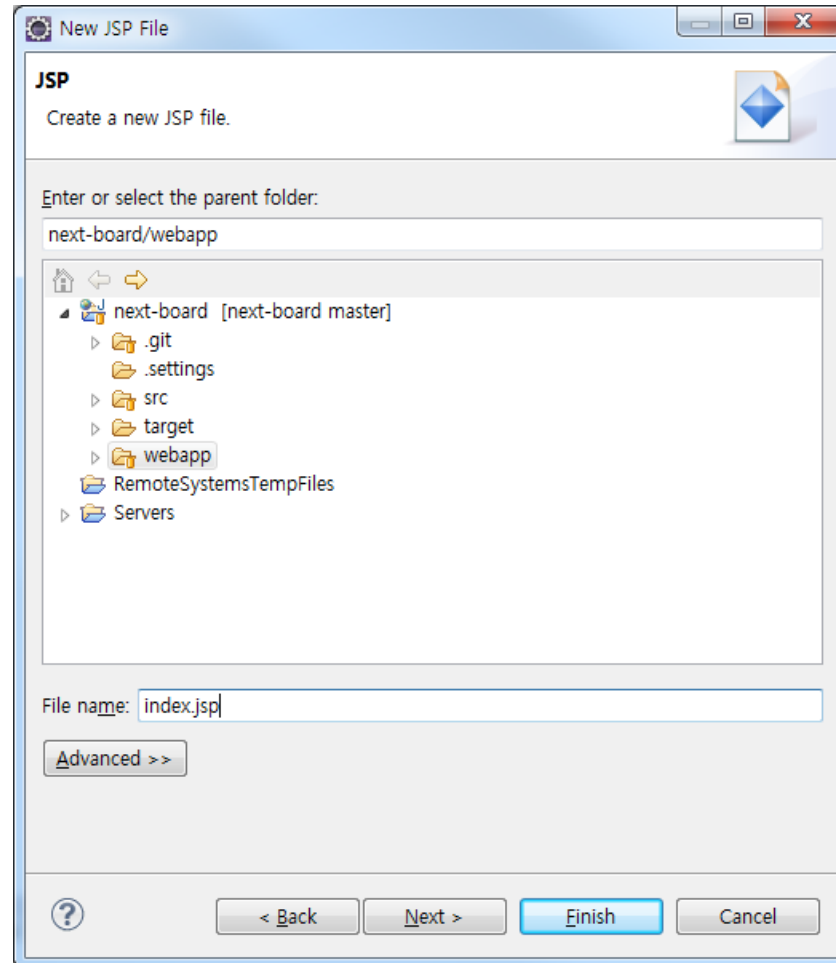 New JSP File
JSP
Create a new JSP file.
Enter or select the parent folder:
next-board/webapp
next-board [next-board master]
.git
.settings
src
target
webapp
RemoteSystemsTempFiles
Servers
File name: index.jsp
Advanced >>
? < Back Next > Finish Cancel